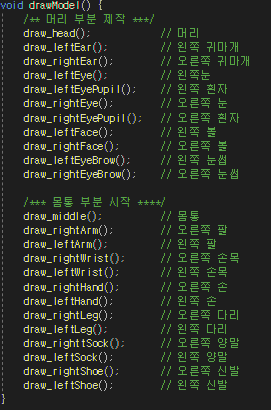 void drawModel() {
/** 머리 부분 제작 ***/
draw_head(); // 머리
draw_leftEar(); // 왼쪽 귀마개
draw_rightEar(); // 오른쪽 귀마개
draw_leftEye(); // 왼쪽눈
draw_leftEyePupil(); // 왼쪽 흰자
draw_rightEye(); // 오른쪽 눈
draw_rightEyePupil(); // 오른쪽 흰자
draw_leftFace(); // 왼쪽 볼
draw_rightFace(); // 오른쪽 볼
draw_leftEyeBrow(); // 왼쪽 눈썹
draw_rightEyeBrow(); // 오른쪽 눈썹
/*** 몸통 부분 시작 ****/
draw_middle(); // 몸통
draw_rightArm(); // 오른쪽 팔
draw_leftArm(); // 왼쪽 팔
draw_rightWrist(); // 오른쪽 손목
draw_leftWrist(); // 왼쪽 손목
draw_rightHand(); // 오른쪽 손
draw_leftHand(); // 왼쪽 손
draw_rightLeg(); // 오른쪽 다리
draw_leftLeg(); // 왼쪽 다리
draw_rigttSock(); // 오른쪽 양말
draw_leftSock(); // 왼쪽 양말
draw_rightShoe(); // 오른쪽 신발
draw_leftShoe(); // 왼쪽 신발
}